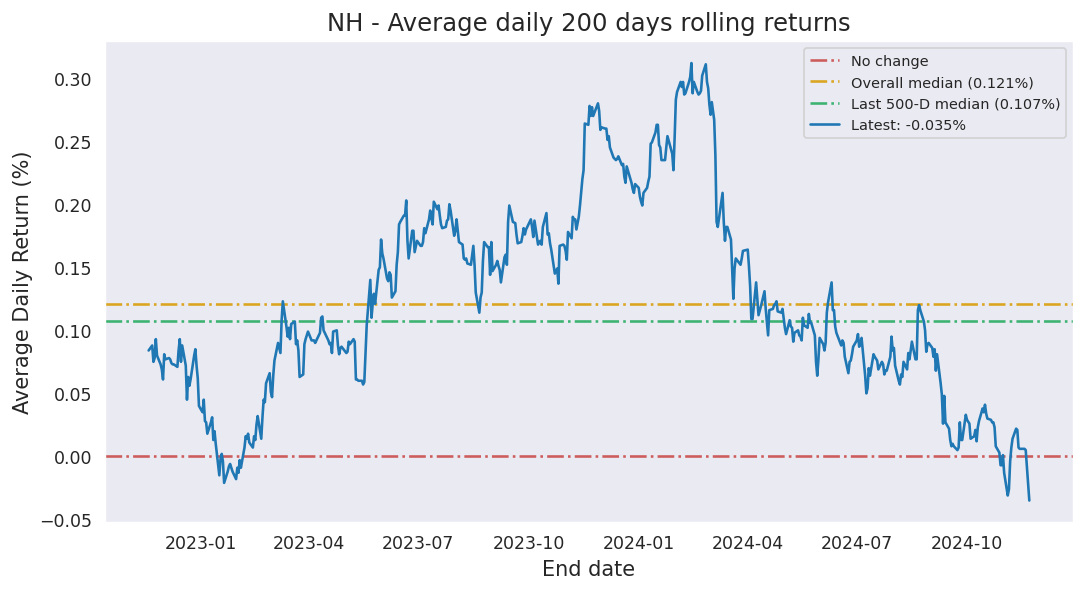 NH - Average daily 200 days rolling returns
No change
Overall median (0.121%)
Last 500-D median (0.107%)
Latest: -0.035%
Average Daily Return (%)
0.30
0.25
0.20
0.15
0.10
0.05
0.00
−0.05
2023-01 2023-04 2023-07 2023-10 2024-01 2024-04 2024-07 2024-10
End date